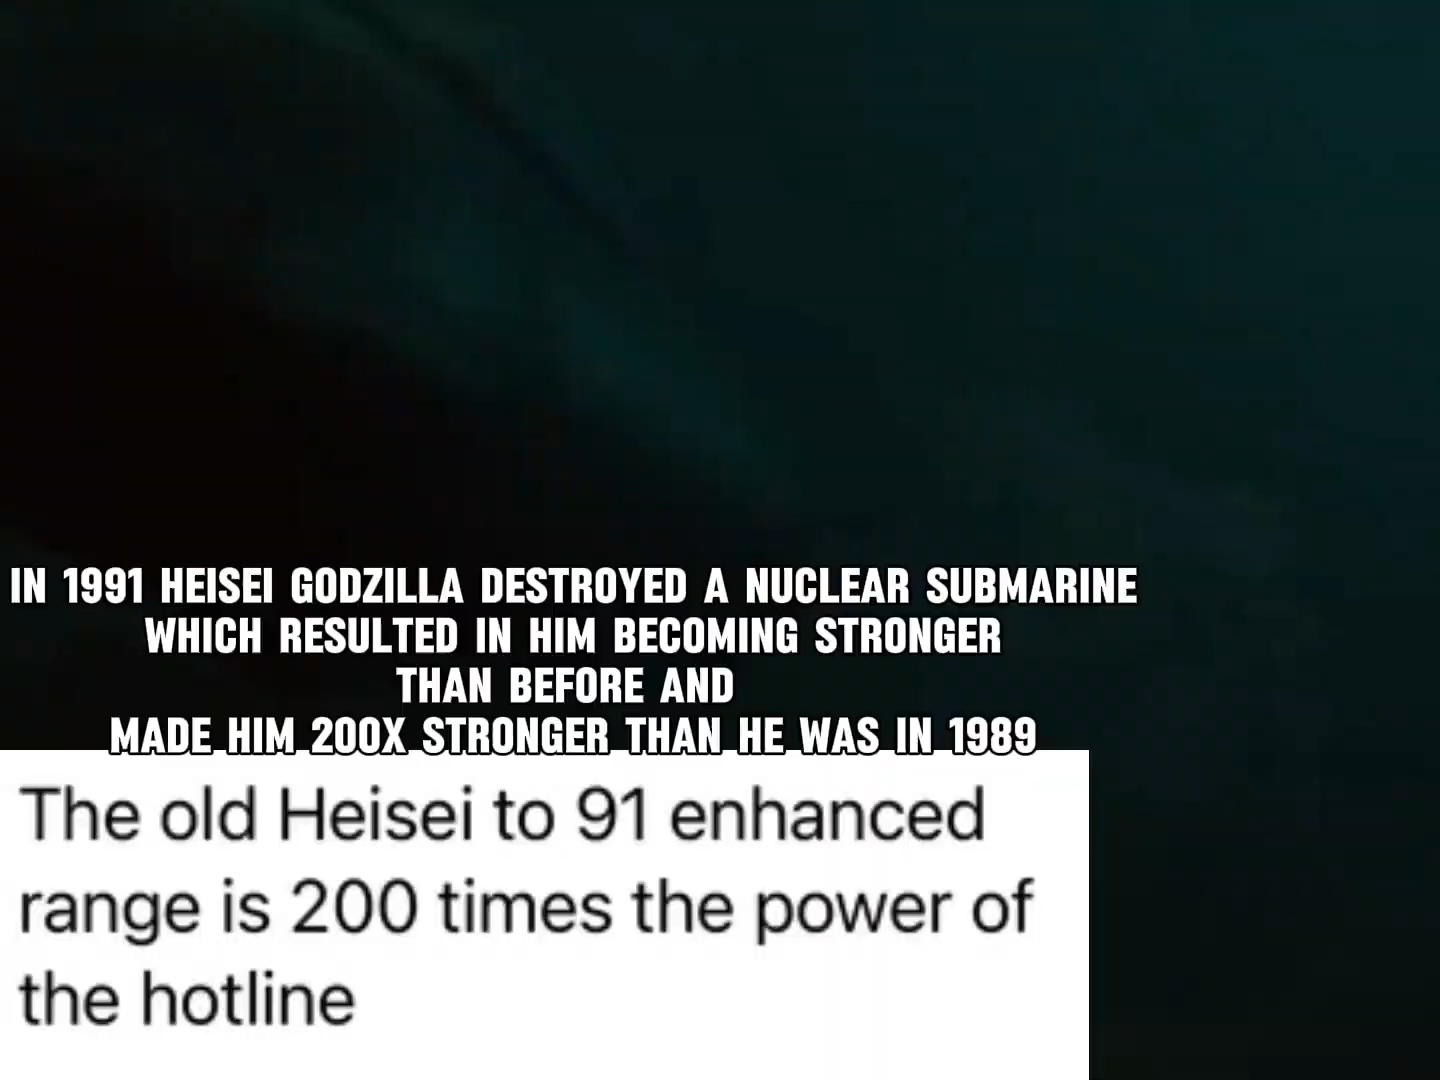 IN 1991 HEISEI GODZILLA DESTROYED A NUCLEAR SUBMARINE
WHICH RESULTED IN HIM BECOMING STRONGER
THAN BEFORE AND
MADE HIM 200X STRONGER THAN HE WAS IN 1989
The old Heisei to 91 enhanced
range is 200 times the power of
the hotline